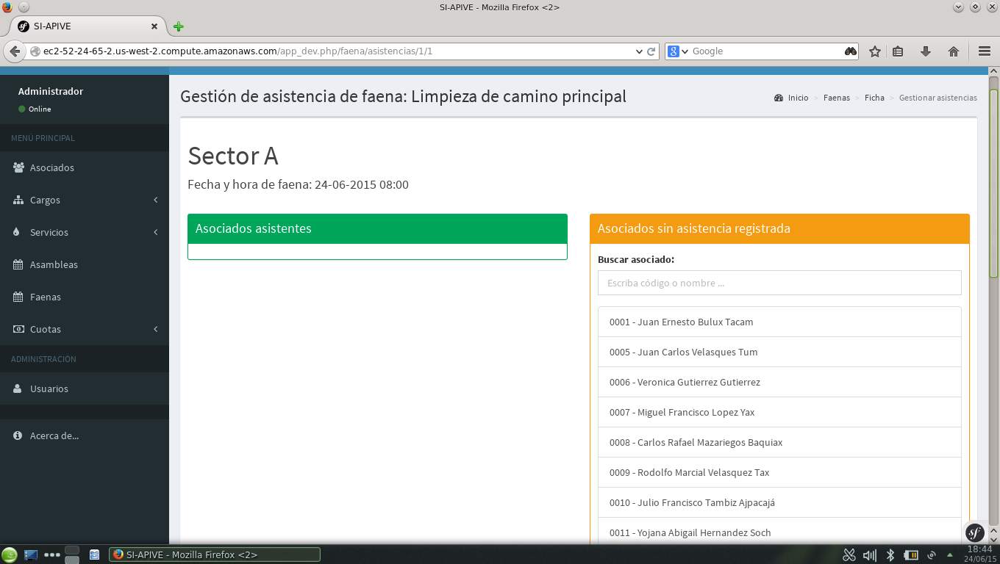 SI-APIVE - Mozilla Firefox <2>
SI-APIVE
ec2-52-24-65-2.us-west-2.compute.amazonaws.com/app_dev.php/faena/asistencias/1/1
Google
Administrador
Online
MENÚ PRINCIPAL
Asociados
Cargos
Servicios
Asambleas
Faenas
Cuotas
ADMINISTRACIÓN
Usuarios
Acerca de...
Gestión de asistencia de faena: Limpieza de camino principal
Inicio > Faenas > Ficha > Gestionar asistencias
Sector A
Fecha y hora de faena: 24-06-2015 08:00
Asociados asistentes
Asociados sin asistencia registrada
Buscar asociado:
Escriba código o nombre ...
0001 - Juan Ernesto Bulux Tacam
0005 - Juan Carlos Velasques Tum
0006 - Veronica Gutierrez Gutierrez
0007 - Miguel Francisco Lopez Yax
0008 - Carlos Rafael Mazariegos Baquiax
0009 - Rodolfo Marcial Velasquez Tax
0010 - Julio Francisco Tambiz Ajpacajá
0011 - Yojana Abigail Hernandez Soch
SI-APIVE - Mozilla Firefox <2>
18:44
24/06/15